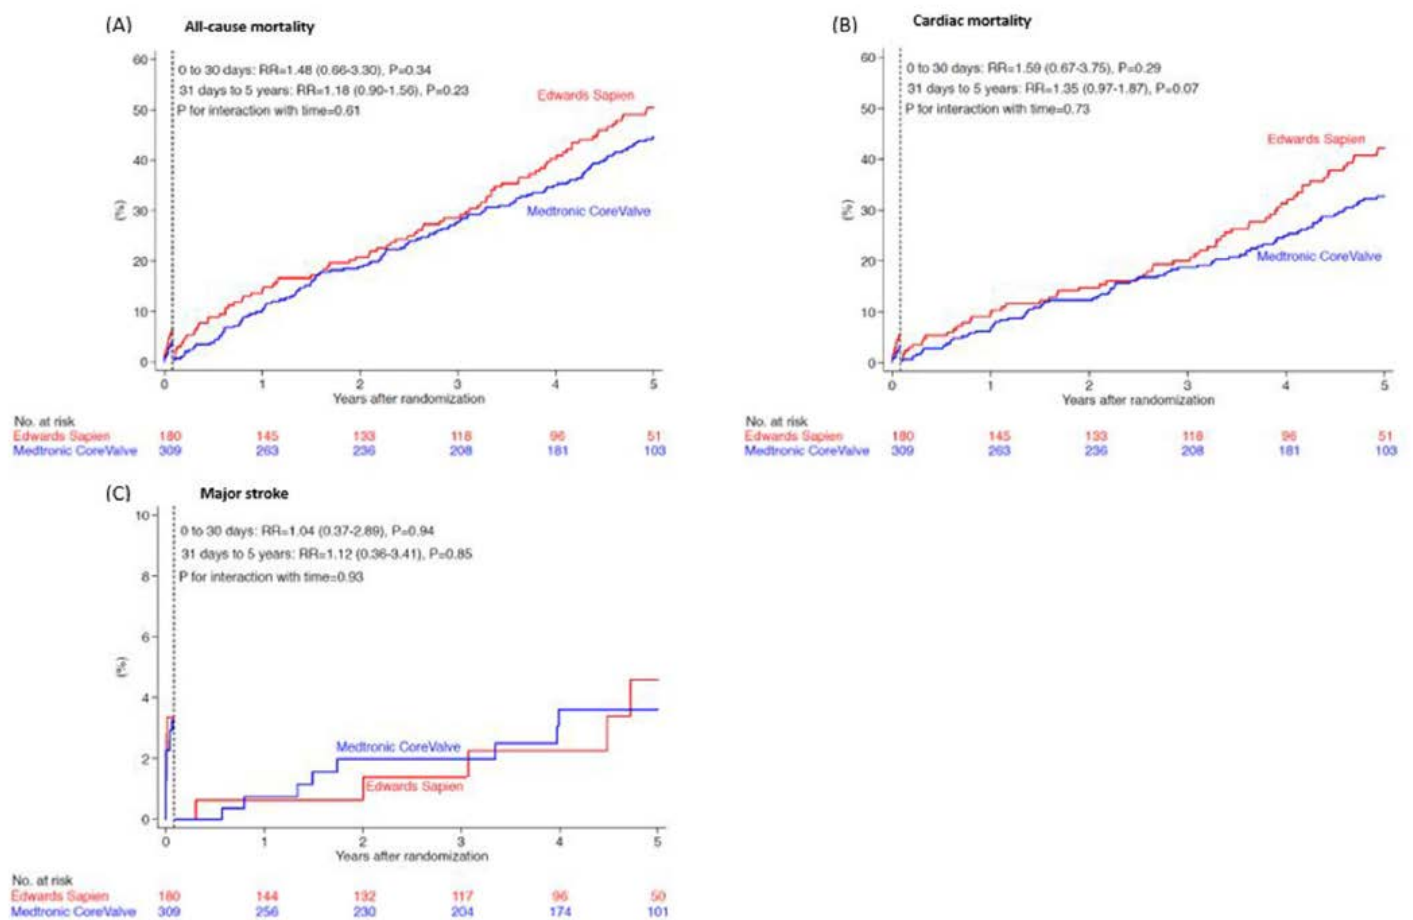 (A) All-cause mortality
60
0 to 30 days: RR=1.48 (0.66-3.30), P=0.34
31 days to 5 years: RR=1.18 (0.90-1.56), P=0.23
P for interaction with time=0.61
Edwards Sapien
50
40
(%)
30
Medtronic CoreValve
20
10
0
0 1 2 3 4 5
Years after randomization
No. at risk
Edwards Sapien 180 145 133 118 96 51
Medtronic CoreValve 309 263 236 208 181 103
(B) Cardiac mortality
60
0 to 30 days: RR=1.59 (0.67-3.75), P=0.29
31 days to 5 years: RR=1.35 (0.97-1.87), P=0.07
50
P for interaction with time=0.73
Edwards Sapien
40
(%)
30
Medtronic CoreValve
20
10
0
0 1 2 3 4 5
Years after randomization
No. at risk
Edwards Sapien 180 145 133 118 96 51
Medtronic CoreValve 309 263 236 208 181 103
(C) Major stroke
10
0 to 30 days: RR=1.04 (0.37-2.89), P=0.94
31 days to 5 years: RR=1.12 (0.36-3.41), P=0.85
8
P for interaction with time=0.93
6
(%)
4
Medtronic CoreValve
2
Edwards Sapien
0
0 1 2 3 4 5
Years after randomization
No. at risk
Edwards Sapien 180 144 132 117 96 50
Medtronic CoreValve 309 256 230 204 174 101